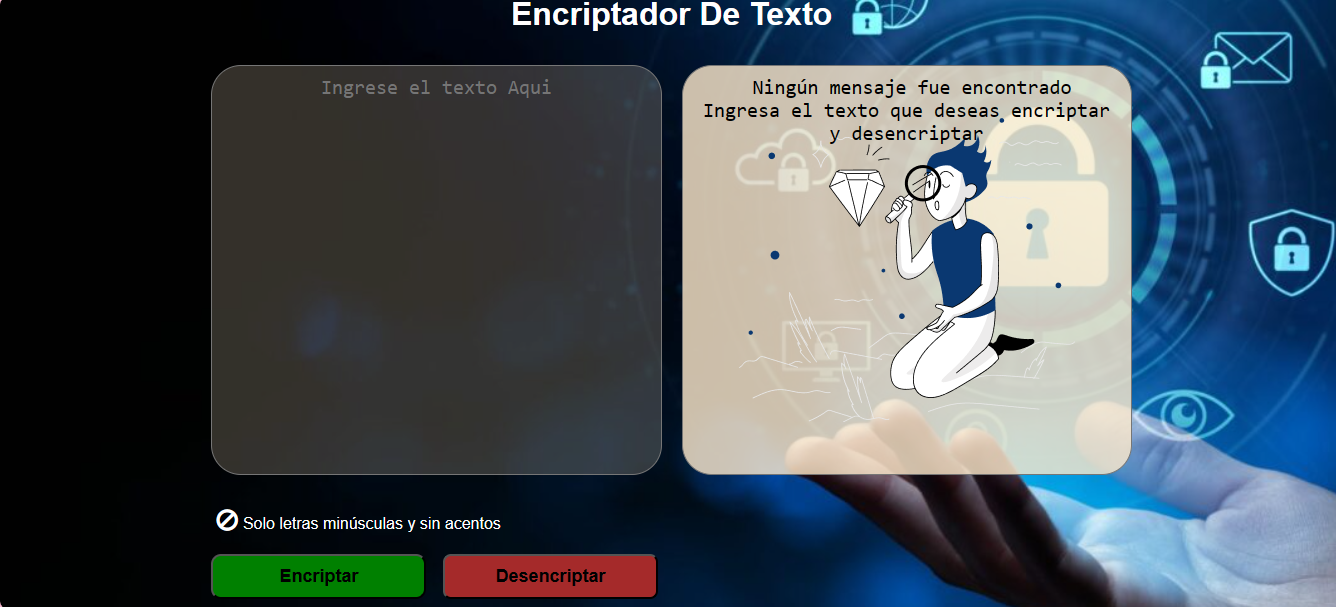 Encriptador De Texto
Ingrese el texto Aqui
Ningún mensaje fue encontrado
Ingresa el texto que deseas encriptar
y desencriptar
Solo letras minúsculas y sin acentos
Encriptar
Desencriptar